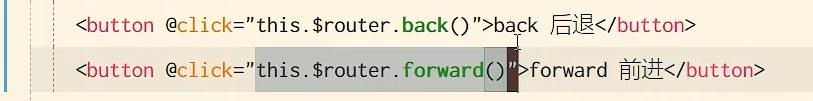 <button @click="this.$router.back()">back 后退</button>
<button @click="this.$router.forward()">forward 前进</button>